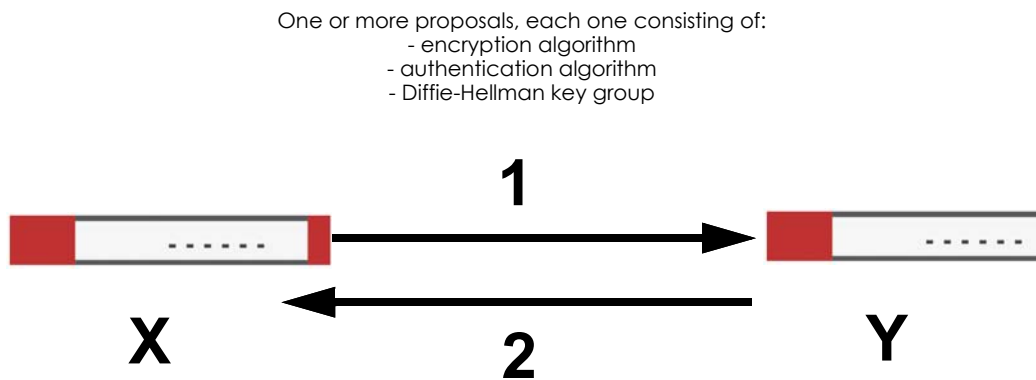 One or more proposals, each one consisting of:
- encryption algorithm
- authentication algorithm
- Diffie-Hellman key group
1
X
Y
2